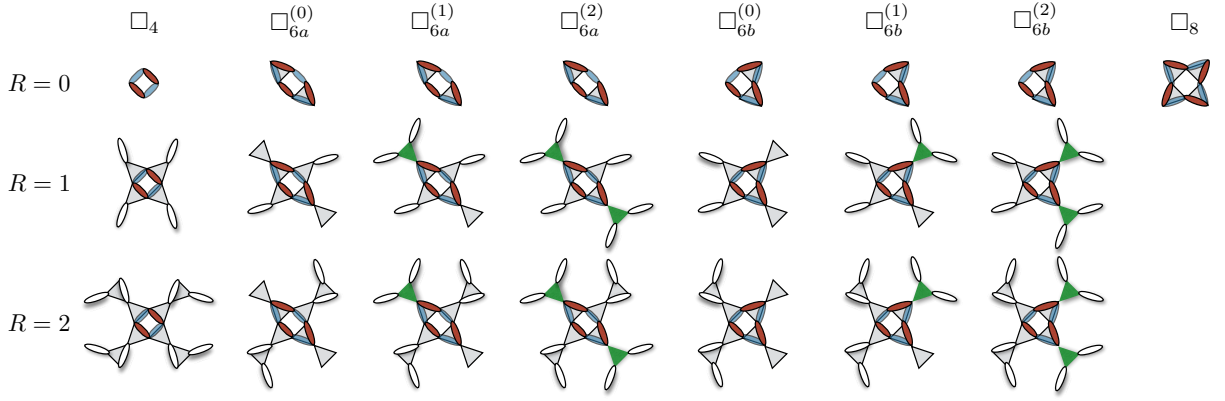 □₄ □₆ₐ⁽⁰⁾ □₆ₐ⁽¹⁾ □₆ₐ⁽²⁾ □₆b⁽⁰⁾ □₆b⁽¹⁾ □₆b⁽²⁾ □₈
R = 0
R = 1
R = 2